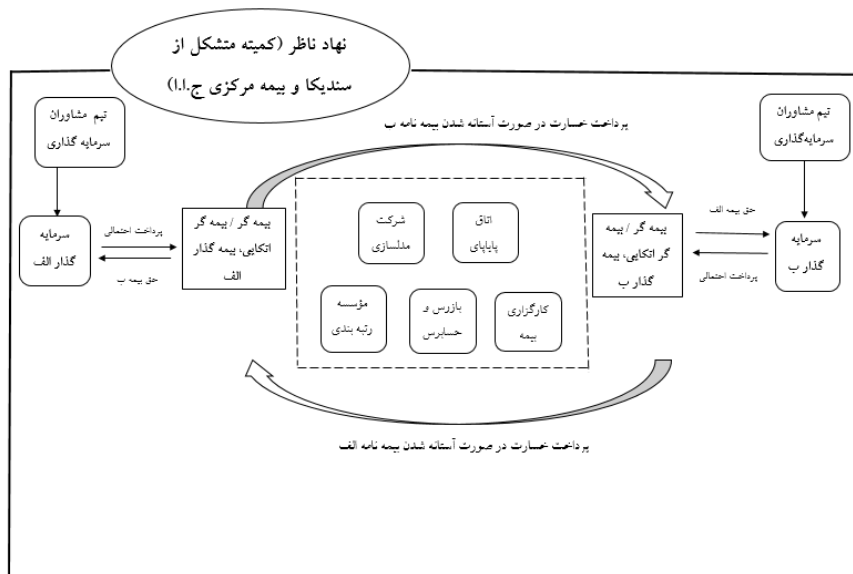 نهاد ناظر (کمیته متشکل از
سندیکا و بیمه مرکزی ج.ا.ا)
تیم مشاوران
سرمایه گذاری
تیم مشاوران
سرمایه‌گذاری
پرداخت خسارت در صورت آستانه شدن بیمه نامه ب
سرمایه
گذار ب
حق بیمه الف
پرداخت احتمالی
بیمه گر / بیمه
گر اتکایی، بیمه
گذار ب
اتاق
پایاپای
شرکت
مدلسازی
کارگزاری
بیمه
بازرس و
حسابرس
مؤسسه
رتبه بندی
بیمه گر / بیمه گر
اتکایی، بیمه گذار
الف
پرداخت احتمالی
حق بیمه ب
سرمایه
گذار الف
پرداخت خسارت در صورت آستانه شدن بیمه نامه الف